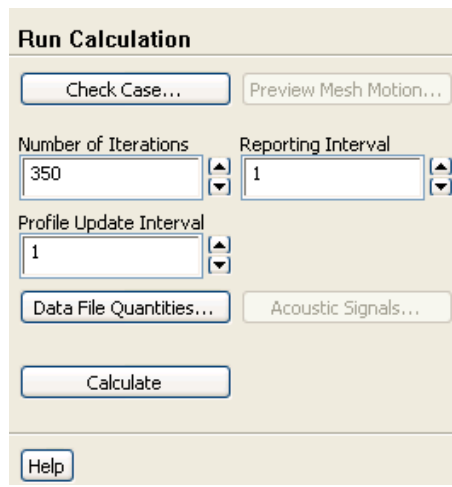 Run Calculation
Check Case... Preview Mesh Motion...
Number of Iterations Reporting Interval
350 1
Profile Update Interval
1
Data File Quantities... Acoustic Signals...
Calculate
Help